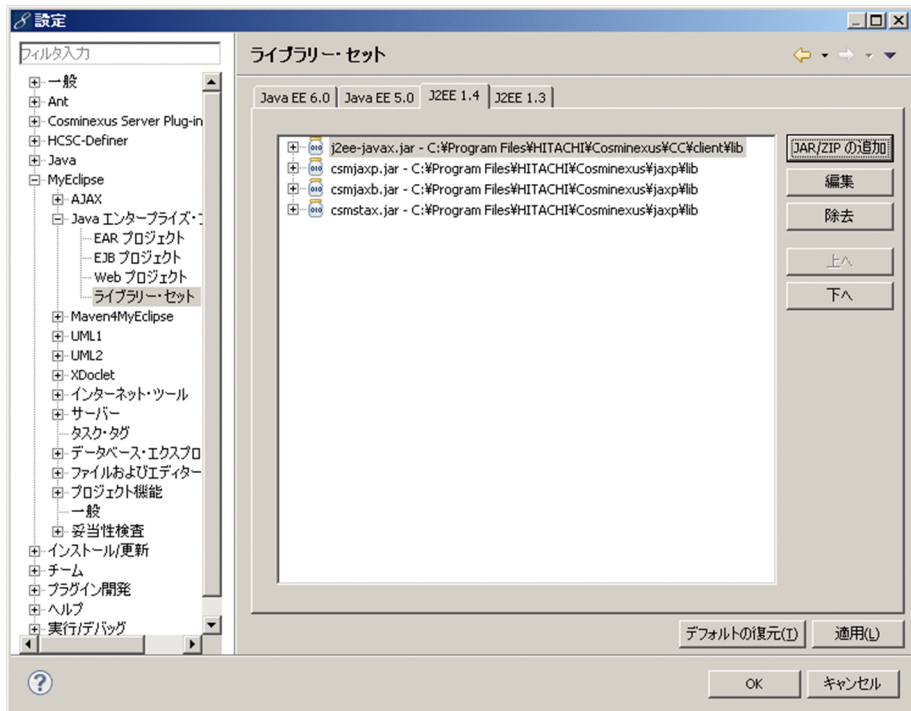 設定
フィルタ入力
一般
Ant
Cosminexus Server Plug-in
HCSC-Definer
Java
MyEclipse
AJAX
Java エンタープライズ・
EAR プロジェクト
EJB プロジェクト
Web プロジェクト
ライブラリー・セット
Maven4MyEclipse
UML1
UML2
XDoclet
インターネット・ツール
サーバー
タスク・タグ
データベース・エクスプロ
ファイルおよびエディター
プロジェクト機能
一般
妥当性検査
インストール/更新
チーム
プラグイン開発
ヘルプ
実行/デバッグ
ライブラリー・セット
Java EE 6.0 Java EE 5.0 J2EE 1.4 J2EE 1.3
j2ee-javax.jar - C:¥Program Files¥HITACHI¥Cosminexus¥CC¥client¥lib
csmjaxp.jar - C:¥Program Files¥HITACHI¥Cosminexus¥jaxp¥lib
csmjaxb.jar - C:¥Program Files¥HITACHI¥Cosminexus¥jaxp¥lib
csmstax.jar - C:¥Program Files¥HITACHI¥Cosminexus¥jaxp¥lib
JAR/ZIP の追加
編集
除去
上へ
下へ
デフォルトの復元(T) 適用(L)
OK キャンセル